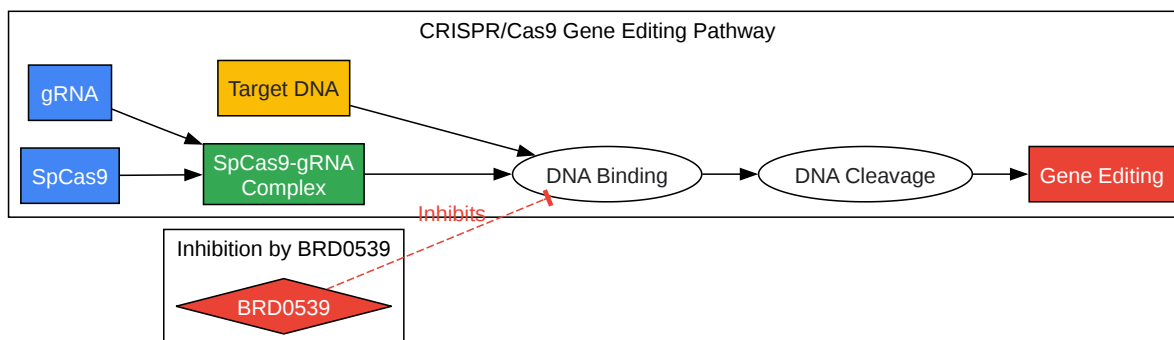 CRISPR/Cas9 Gene Editing Pathway
gRNA
Target DNA
SpCas9
SpCas9-gRNA
Complex
DNA Binding
DNA Cleavage
Gene Editing
Inhibits
Inhibition by BRD0539
BRD0539